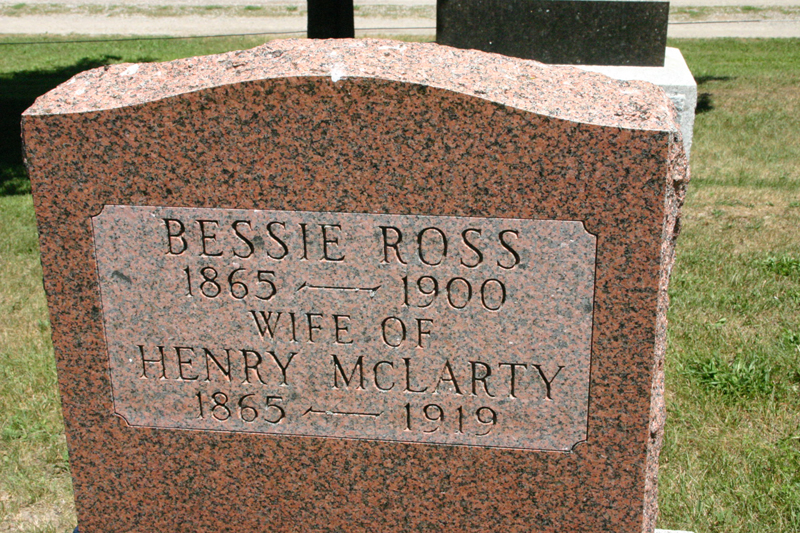 BESSIE ROSS
1865 — 1900
WIFE OF
HENRY McLARTY
1865 — 1919